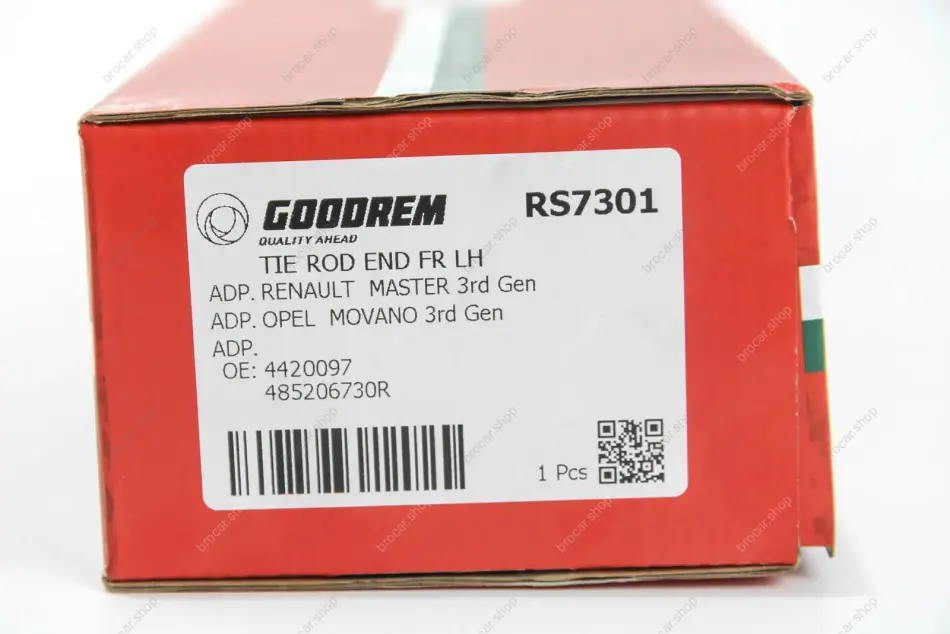 GOODREM
QUALITY AHEAD
RS7301
TIE ROD END FR LH
ADP. RENAULT MASTER 3rd Gen
ADP. OPEL MOVANO 3rd Gen
ADP.
OE: 4420097
485206730R
1 Pcs
brocar.shop